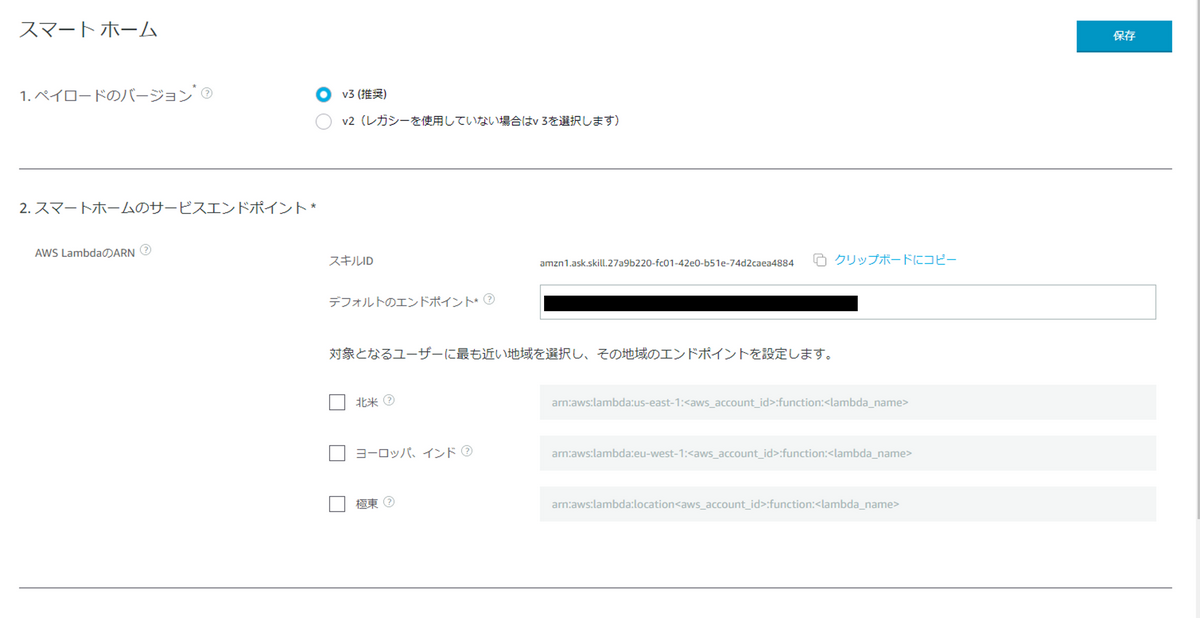 スマート ホーム
保存
1. ペイロードのバージョン*
v3 (推奨)
v2（レガシーを使用していない場合はv 3を選択します）
2. スマートホームのサービスエンドポイント *
AWS LambdaのARN
スキルID
amzn1.ask.skill.27a9b220-fc01-42e0-b51e-74d2caea4884
クリップボードにコピー
デフォルトのエンドポイント*
対象となるユーザーに最も近い地域を選択し、その地域のエンドポイントを設定します。
北米
arn:aws:lambda:us-east-1:<aws_account_id>:function:<lambda_name>
ヨーロッパ、インド
arn:aws:lambda:eu-west-1:<aws_account_id>:function:<lambda_name>
極東
arn:aws:lambda:location<aws_account_id>:function:<lambda_name>